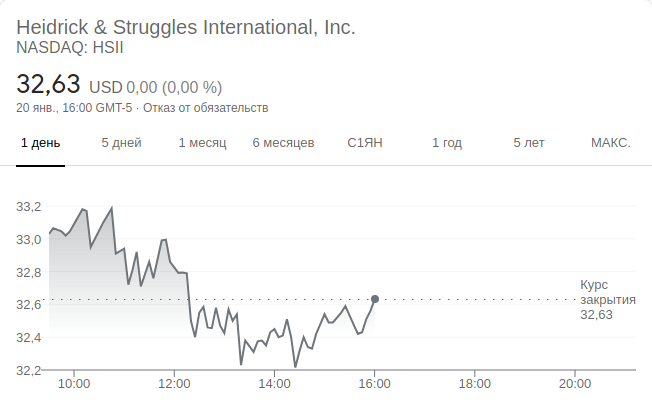 Heidrick & Struggles International, Inc.
NASDAQ: HSII
32,63 USD 0,00 (0,00 %)
20 янв., 16:00 GMT-5 · Отказ от обязательств
1 день 5 дней 1 месяц 6 месяцев С1ЯН 1 год 5 лет МАКС.
33,2
33,0
32,8
Курс
32,6 закрытия
32,63
32,4
32,2
10:00 12:00 14:00 16:00 18:00 20:00